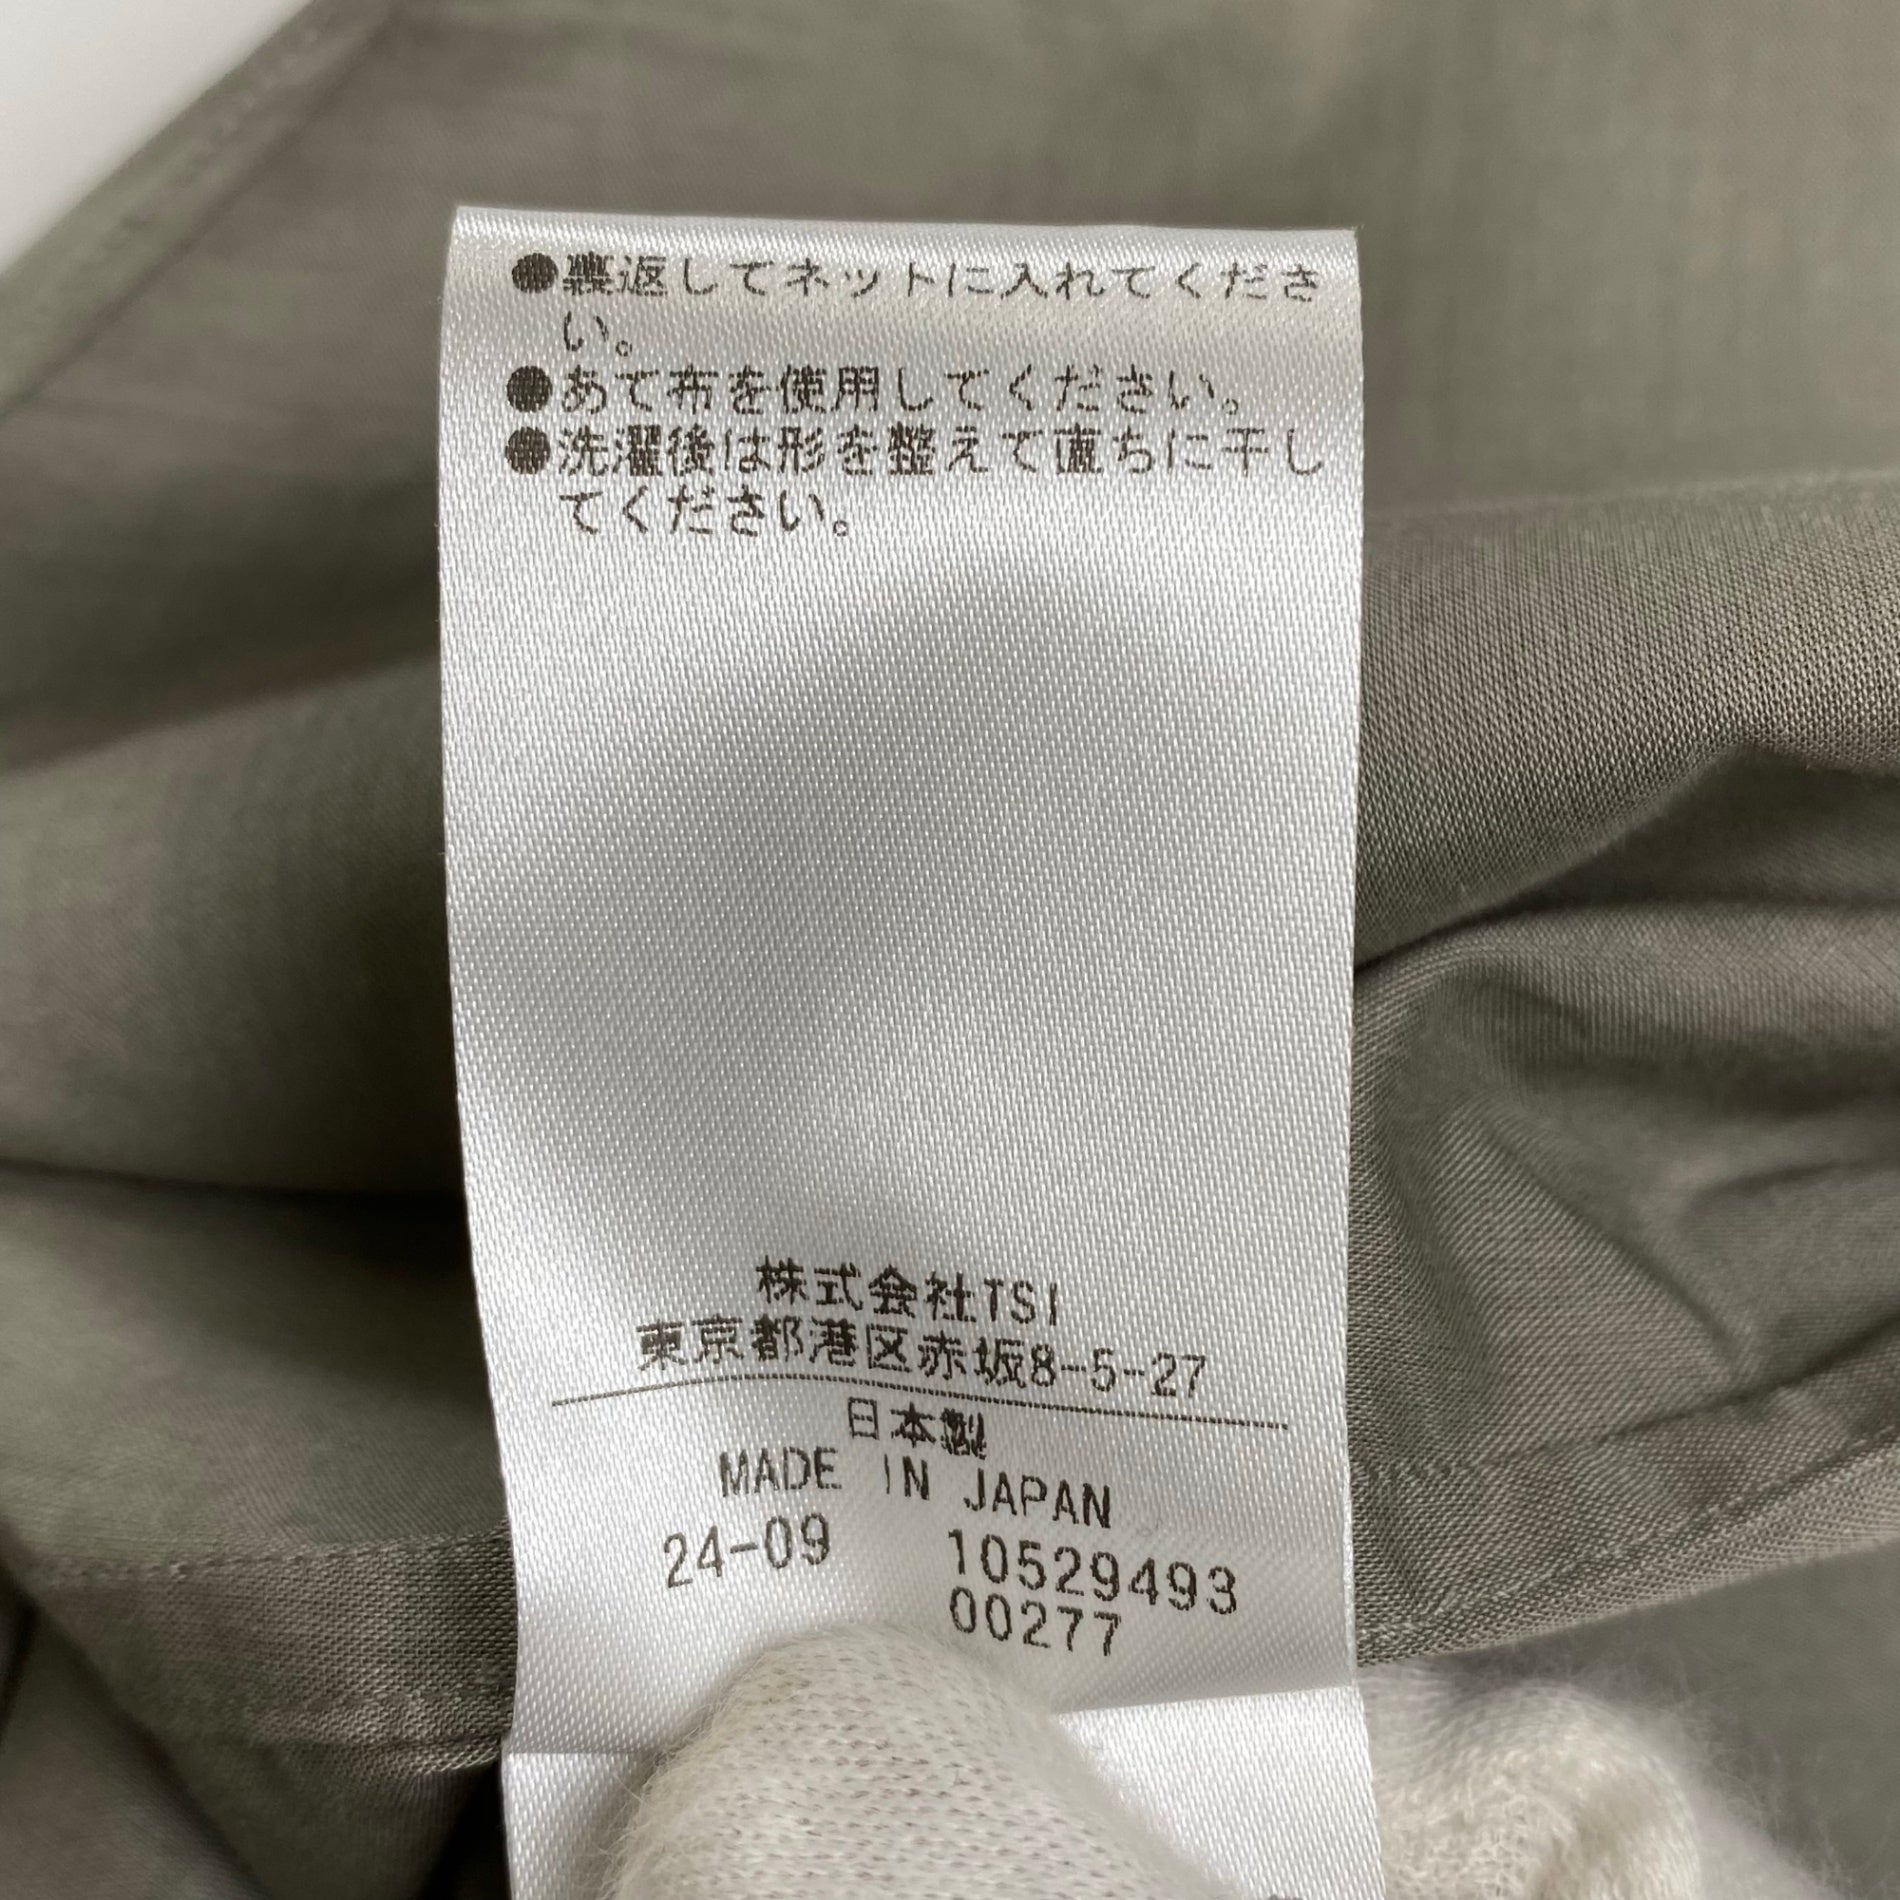 ●裏返してネットに入れてくださ
い。
●あて布を使用してください。
●洗濯後は形を整えて直ちに干し
てください。
株式会社TSI
東京都港区赤坂8-5-27
日本製
MADE IN JAPAN
24-09 10529493
00277